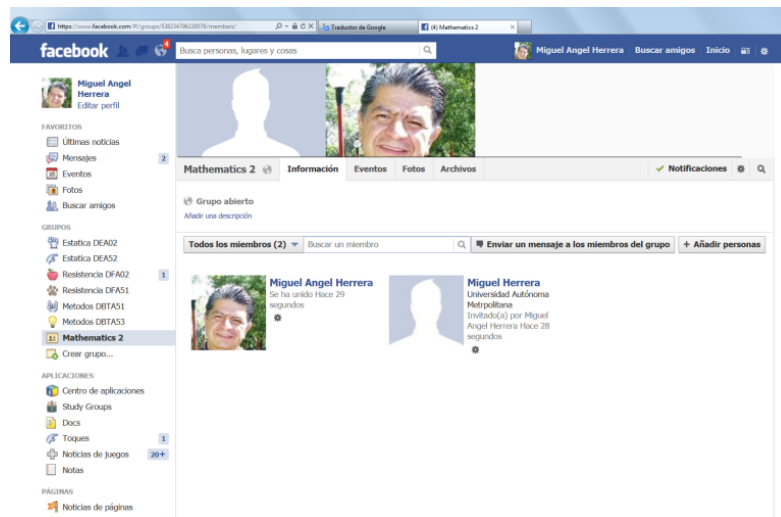 https://www.facebook.com/#!/groups/538234796220078/members/
Traductor de Google
(4) Mathematics 2
facebook
4
Busca personas, lugares y cosas
Miguel Angel Herrera
Buscar amigos
Inicio
Miguel Angel
Herrera
Editar perfil
FAVORITOS
Últimas noticias
Mensajes 2
Eventos
Fotos
Buscar amigos
GRUPOS
Estatica DEA02
Estatica DEA52
Resistencia DFA02 1
Resistencia DFA51
Metodos DBTA51
Metodos DBTA53
Mathematics 2
Crear grupo...
APLICACIONES
Centro de aplicaciones
Study Groups
Docs
Toques 1
Noticias de juegos 20+
Notas
PÁGINAS
Noticias de páginas
Mathematics 2
Información
Eventos
Fotos
Archivos
Notificaciones
Grupo abierto
Añadir una descripción
Todos los miembros (2)
Buscar un miembro
Enviar un mensaje a los miembros del grupo
+ Añadir personas
Miguel Angel Herrera
Se ha unido Hace 29
segundos
Miguel Herrera
Universidad Autónoma
Metrpolitana
Invitado(a) por Miguel
Angel Herrera Hace 28
segundos